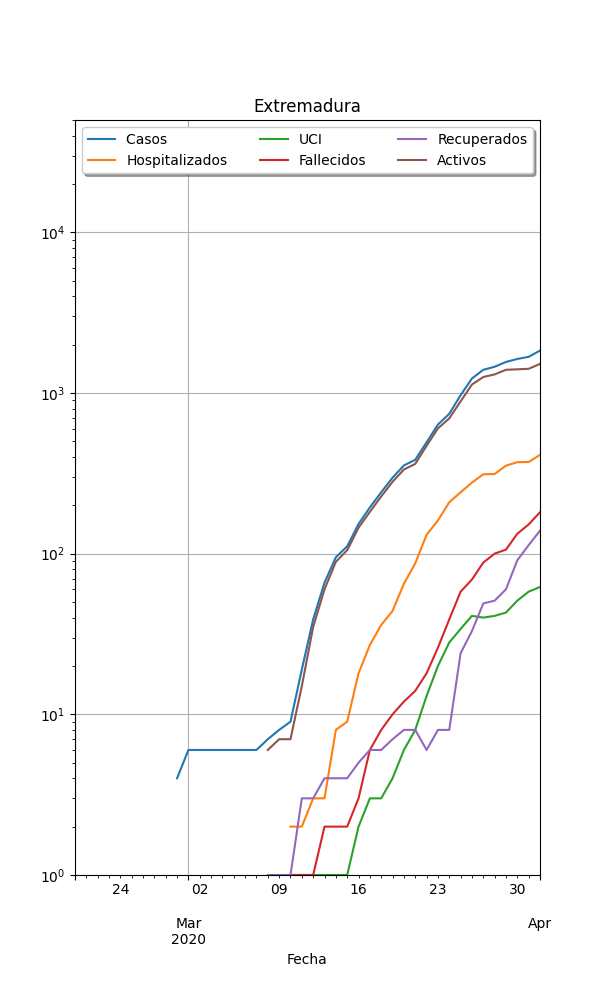 Extremadura
Casos UCI Recuperados
Hospitalizados Fallecidos Activos
10^4
10^3
10^2
10^1
10^0
24 02 09 16 23 30
Mar Apr
2020
Fecha